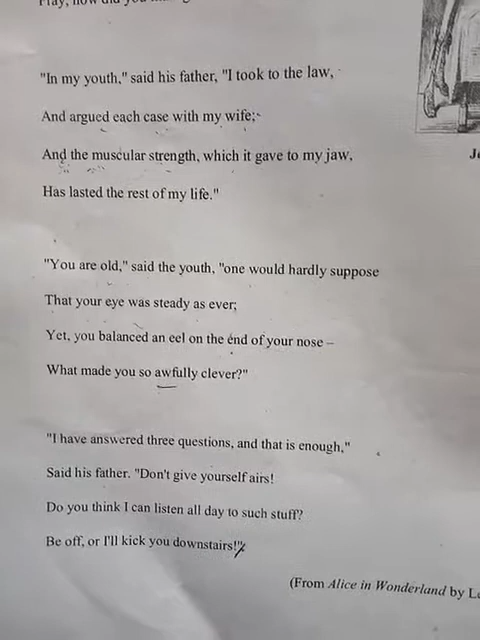 "In my youth," said his father, "I took to the law,
And argued each case with my wife;
And the muscular strength, which it gave to my jaw,
Has lasted the rest of my life."
"You are old," said the youth, "one would hardly suppose
That your eye was steady as ever;
Yet, you balanced an eel on the end of your nose –
What made you so awfully clever?"
"I have answered three questions, and that is enough,"
Said his father. "Don't give yourself airs!
Do you think I can listen all day to such stuff?
Be off, or I'll kick you downstairs!"
(From Alice in Wonderland by